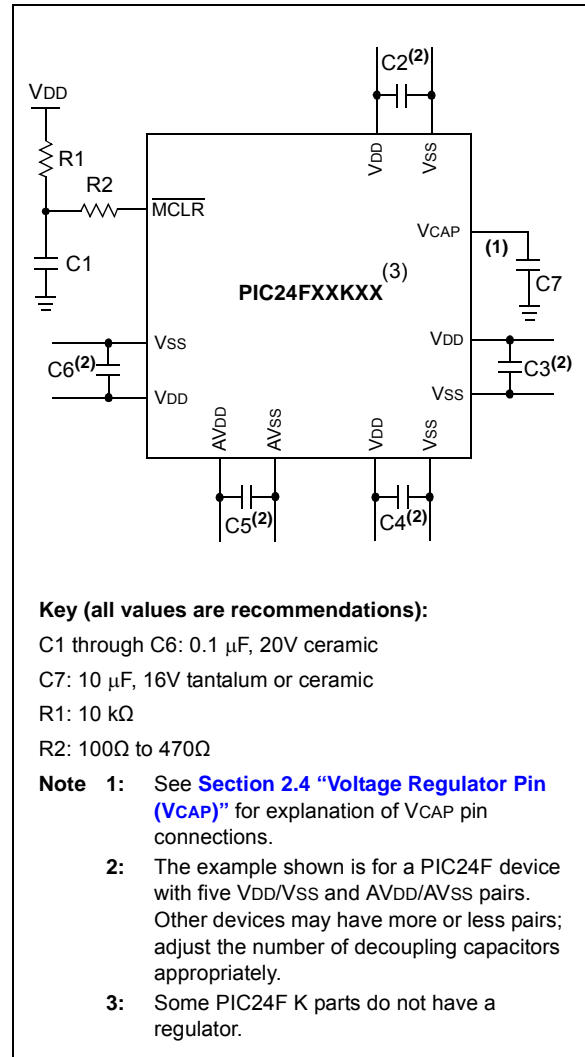 C2(2)
VDD
R1
R2
VDD
VSS
MCLR
VCAP
(1)
C1
C7
PIC24FXXKXX(3)
VSS
VDD
C6(2)
C3(2)
VDD
VSS
AVDD
AVSS
VDD
VSS
C5(2)
C4(2)
Key (all values are recommendations):
C1 through C6: 0.1 μF, 20V ceramic
C7: 10 μF, 16V tantalum or ceramic
R1: 10 kΩ
R2: 100Ω to 470Ω
Note 1: See Section 2.4 “Voltage Regulator Pin
(VCAP)” for explanation of VCAP pin
connections.
2: The example shown is for a PIC24F device
with five VDD/VSS and AVDD/AVSS pairs.
Other devices may have more or less pairs;
adjust the number of decoupling capacitors
appropriately.
3: Some PIC24F K parts do not have a
regulator.